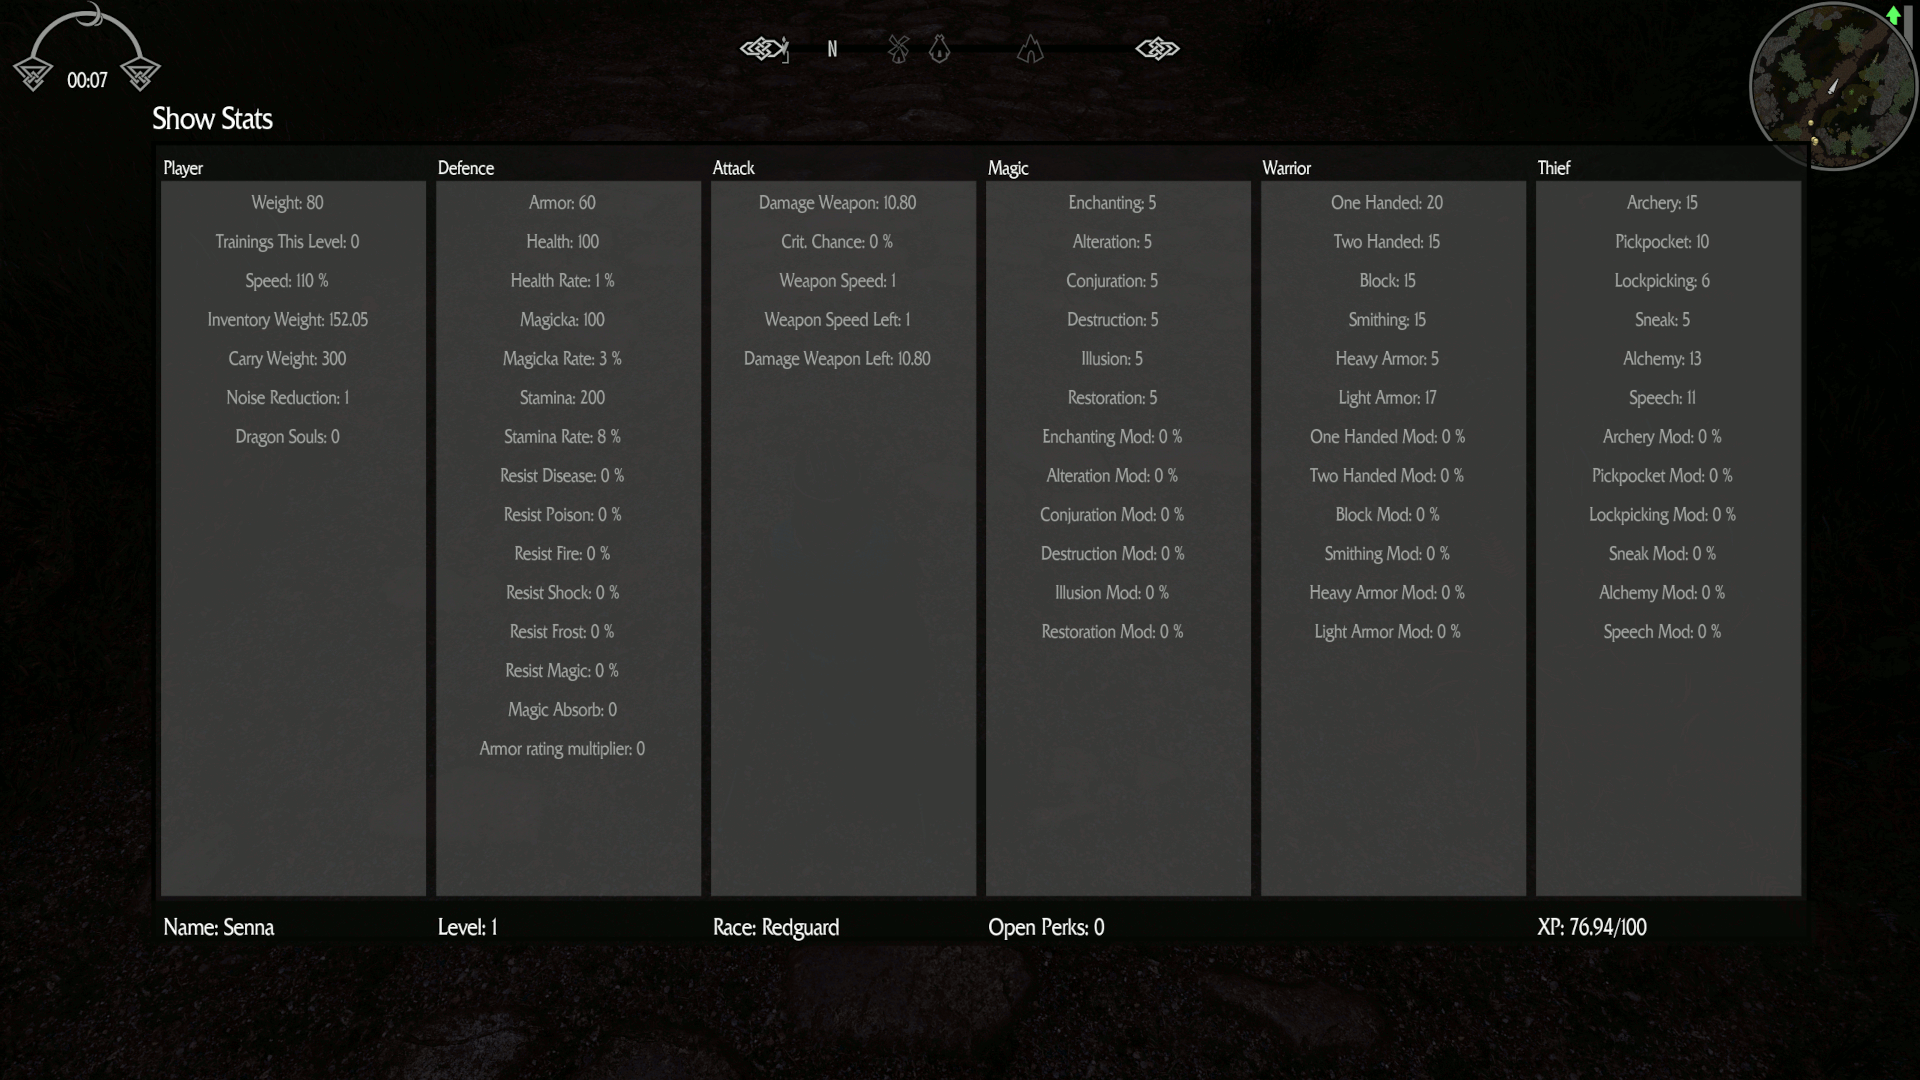 00:07
N
Show Stats
Player
Weight: 80
Trainings This Level: 0
Speed: 110 %
Inventory Weight: 152.05
Carry Weight: 300
Noise Reduction: 1
Dragon Souls: 0
Defence
Armor: 60
Health: 100
Health Rate: 1 %
Magicka: 100
Magicka Rate: 3 %
Stamina: 200
Stamina Rate: 8 %
Resist Disease: 0 %
Resist Poison: 0 %
Resist Fire: 0 %
Resist Shock: 0 %
Resist Frost: 0 %
Resist Magic: 0 %
Magic Absorb: 0
Armor rating multiplier: 0
Attack
Damage Weapon: 10.80
Crit. Chance: 0 %
Weapon Speed: 1
Weapon Speed Left: 1
Damage Weapon Left: 10.80
Magic
Enchanting: 5
Alteration: 5
Conjuration: 5
Destruction: 5
Illusion: 5
Restoration: 5
Enchanting Mod: 0 %
Alteration Mod: 0 %
Conjuration Mod: 0 %
Destruction Mod: 0 %
Illusion Mod: 0 %
Restoration Mod: 0 %
Warrior
One Handed: 20
Two Handed: 15
Block: 15
Smithing: 15
Heavy Armor: 5
Light Armor: 17
One Handed Mod: 0 %
Two Handed Mod: 0 %
Block Mod: 0 %
Smithing Mod: 0 %
Heavy Armor Mod: 0 %
Light Armor Mod: 0 %
Thief
Archery: 15
Pickpocket: 10
Lockpicking: 6
Sneak: 5
Alchemy: 13
Speech: 11
Archery Mod: 0 %
Pickpocket Mod: 0 %
Lockpicking Mod: 0 %
Sneak Mod: 0 %
Alchemy Mod: 0 %
Speech Mod: 0 %
Name: Senna
Level: 1
Race: Redguard
Open Perks: 0
XP: 76.94/100